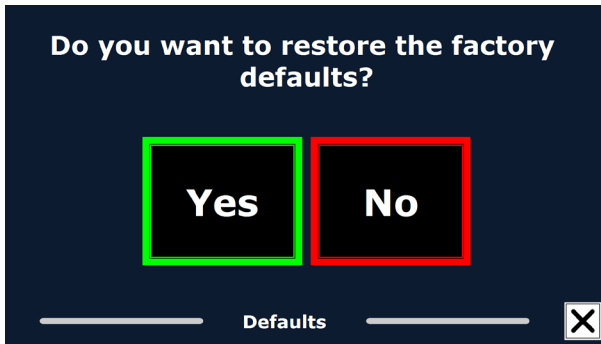 Do you want to restore the factory
defaults?
Yes
No
Defaults